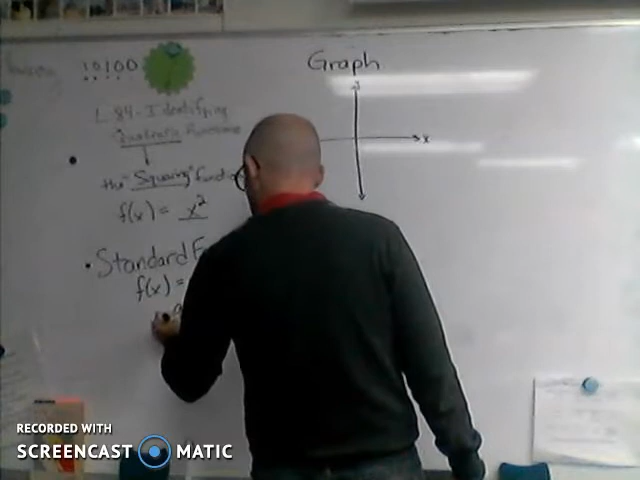 10100
L 84 - Identifying
Quadratic Functions
the "Squaring" function
f(x) = x²
• Standard F
f(x) =
Graph
x
RECORDED WITH
SCREENCAST MATIC